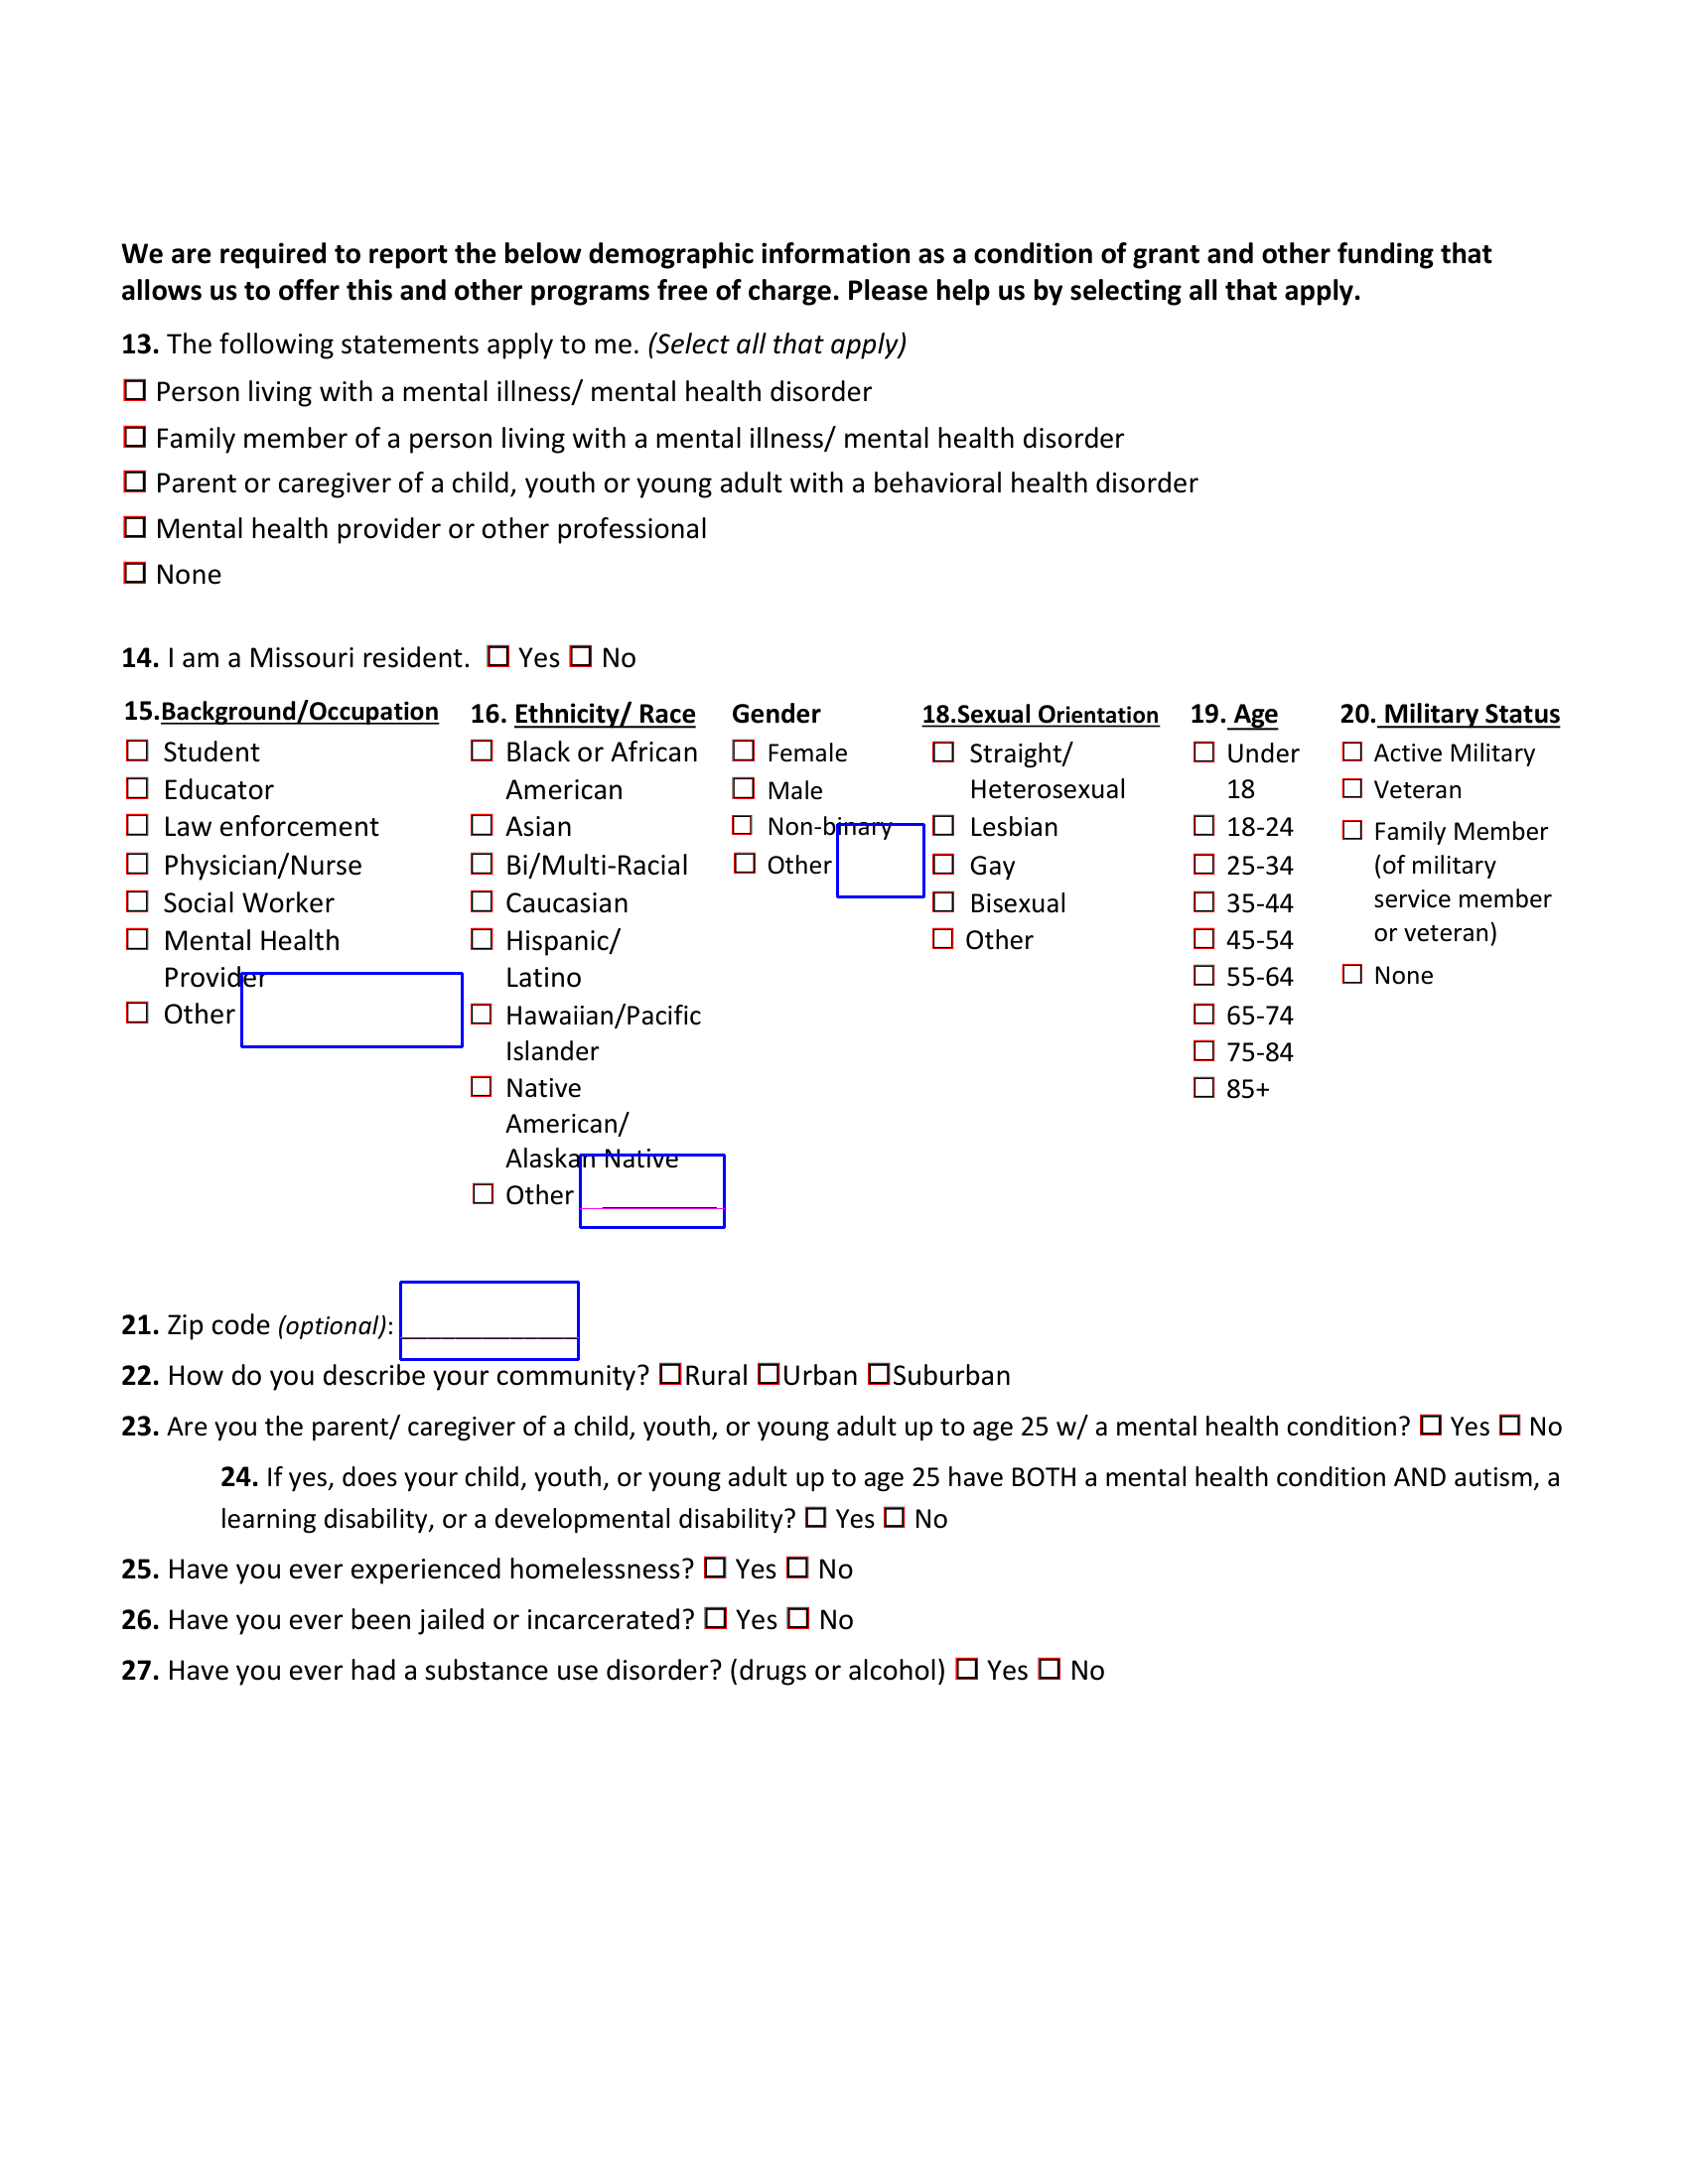 We are required to report the below demographic information as a condition of grant and other funding that
allows us to offer this and other programs free of charge. Please help us by selecting all that apply.
13. The following statements apply to me. (Select all that apply)
☐ Person living with a mental illness/ mental health disorder
☐ Family member of a person living with a mental illness/ mental health disorder
☐ Parent or caregiver of a child, youth or young adult with a behavioral health disorder
☐ Mental health provider or other professional
☐ None
14. I am a Missouri resident. ☐ Yes ☐ No
15.Background/Occupation
☐ Student
☐ Educator
☐ Law enforcement
☐ Physician/Nurse
☐ Social Worker
☐ Mental Health
Provider
☐ Other
16. Ethnicity/ Race
☐ Black or African
American
☐ Asian
☐ Bi/Multi-Racial
☐ Caucasian
☐ Hispanic/
Latino
☐ Hawaiian/Pacific
Islander
☐ Native
American/
Alaskan Native
☐ Other ________
Gender
☐ Female
☐ Male
☐ Non-binary
☐ Other
18.Sexual Orientation
☐ Straight/
Heterosexual
☐ Lesbian
☐ Gay
☐ Bisexual
☐ Other
19. Age
☐ Under
18
☐ 18-24
☐ 25-34
☐ 35-44
☐ 45-54
☐ 55-64
☐ 65-74
☐ 75-84
☐ 85+
20. Military Status
☐ Active Military
☐ Veteran
☐ Family Member
(of military
service member
or veteran)
☐ None
21. Zip code (optional): ____________
22. How do you describe your community? ☐Rural ☐Urban ☐Suburban
23. Are you the parent/ caregiver of a child, youth, or young adult up to age 25 w/ a mental health condition? ☐ Yes ☐ No
24. If yes, does your child, youth, or young adult up to age 25 have BOTH a mental health condition AND autism, a
learning disability, or a developmental disability? ☐ Yes ☐ No
25. Have you ever experienced homelessness? ☐ Yes ☐ No
26. Have you ever been jailed or incarcerated? ☐ Yes ☐ No
27. Have you ever had a substance use disorder? (drugs or alcohol) ☐ Yes ☐ No